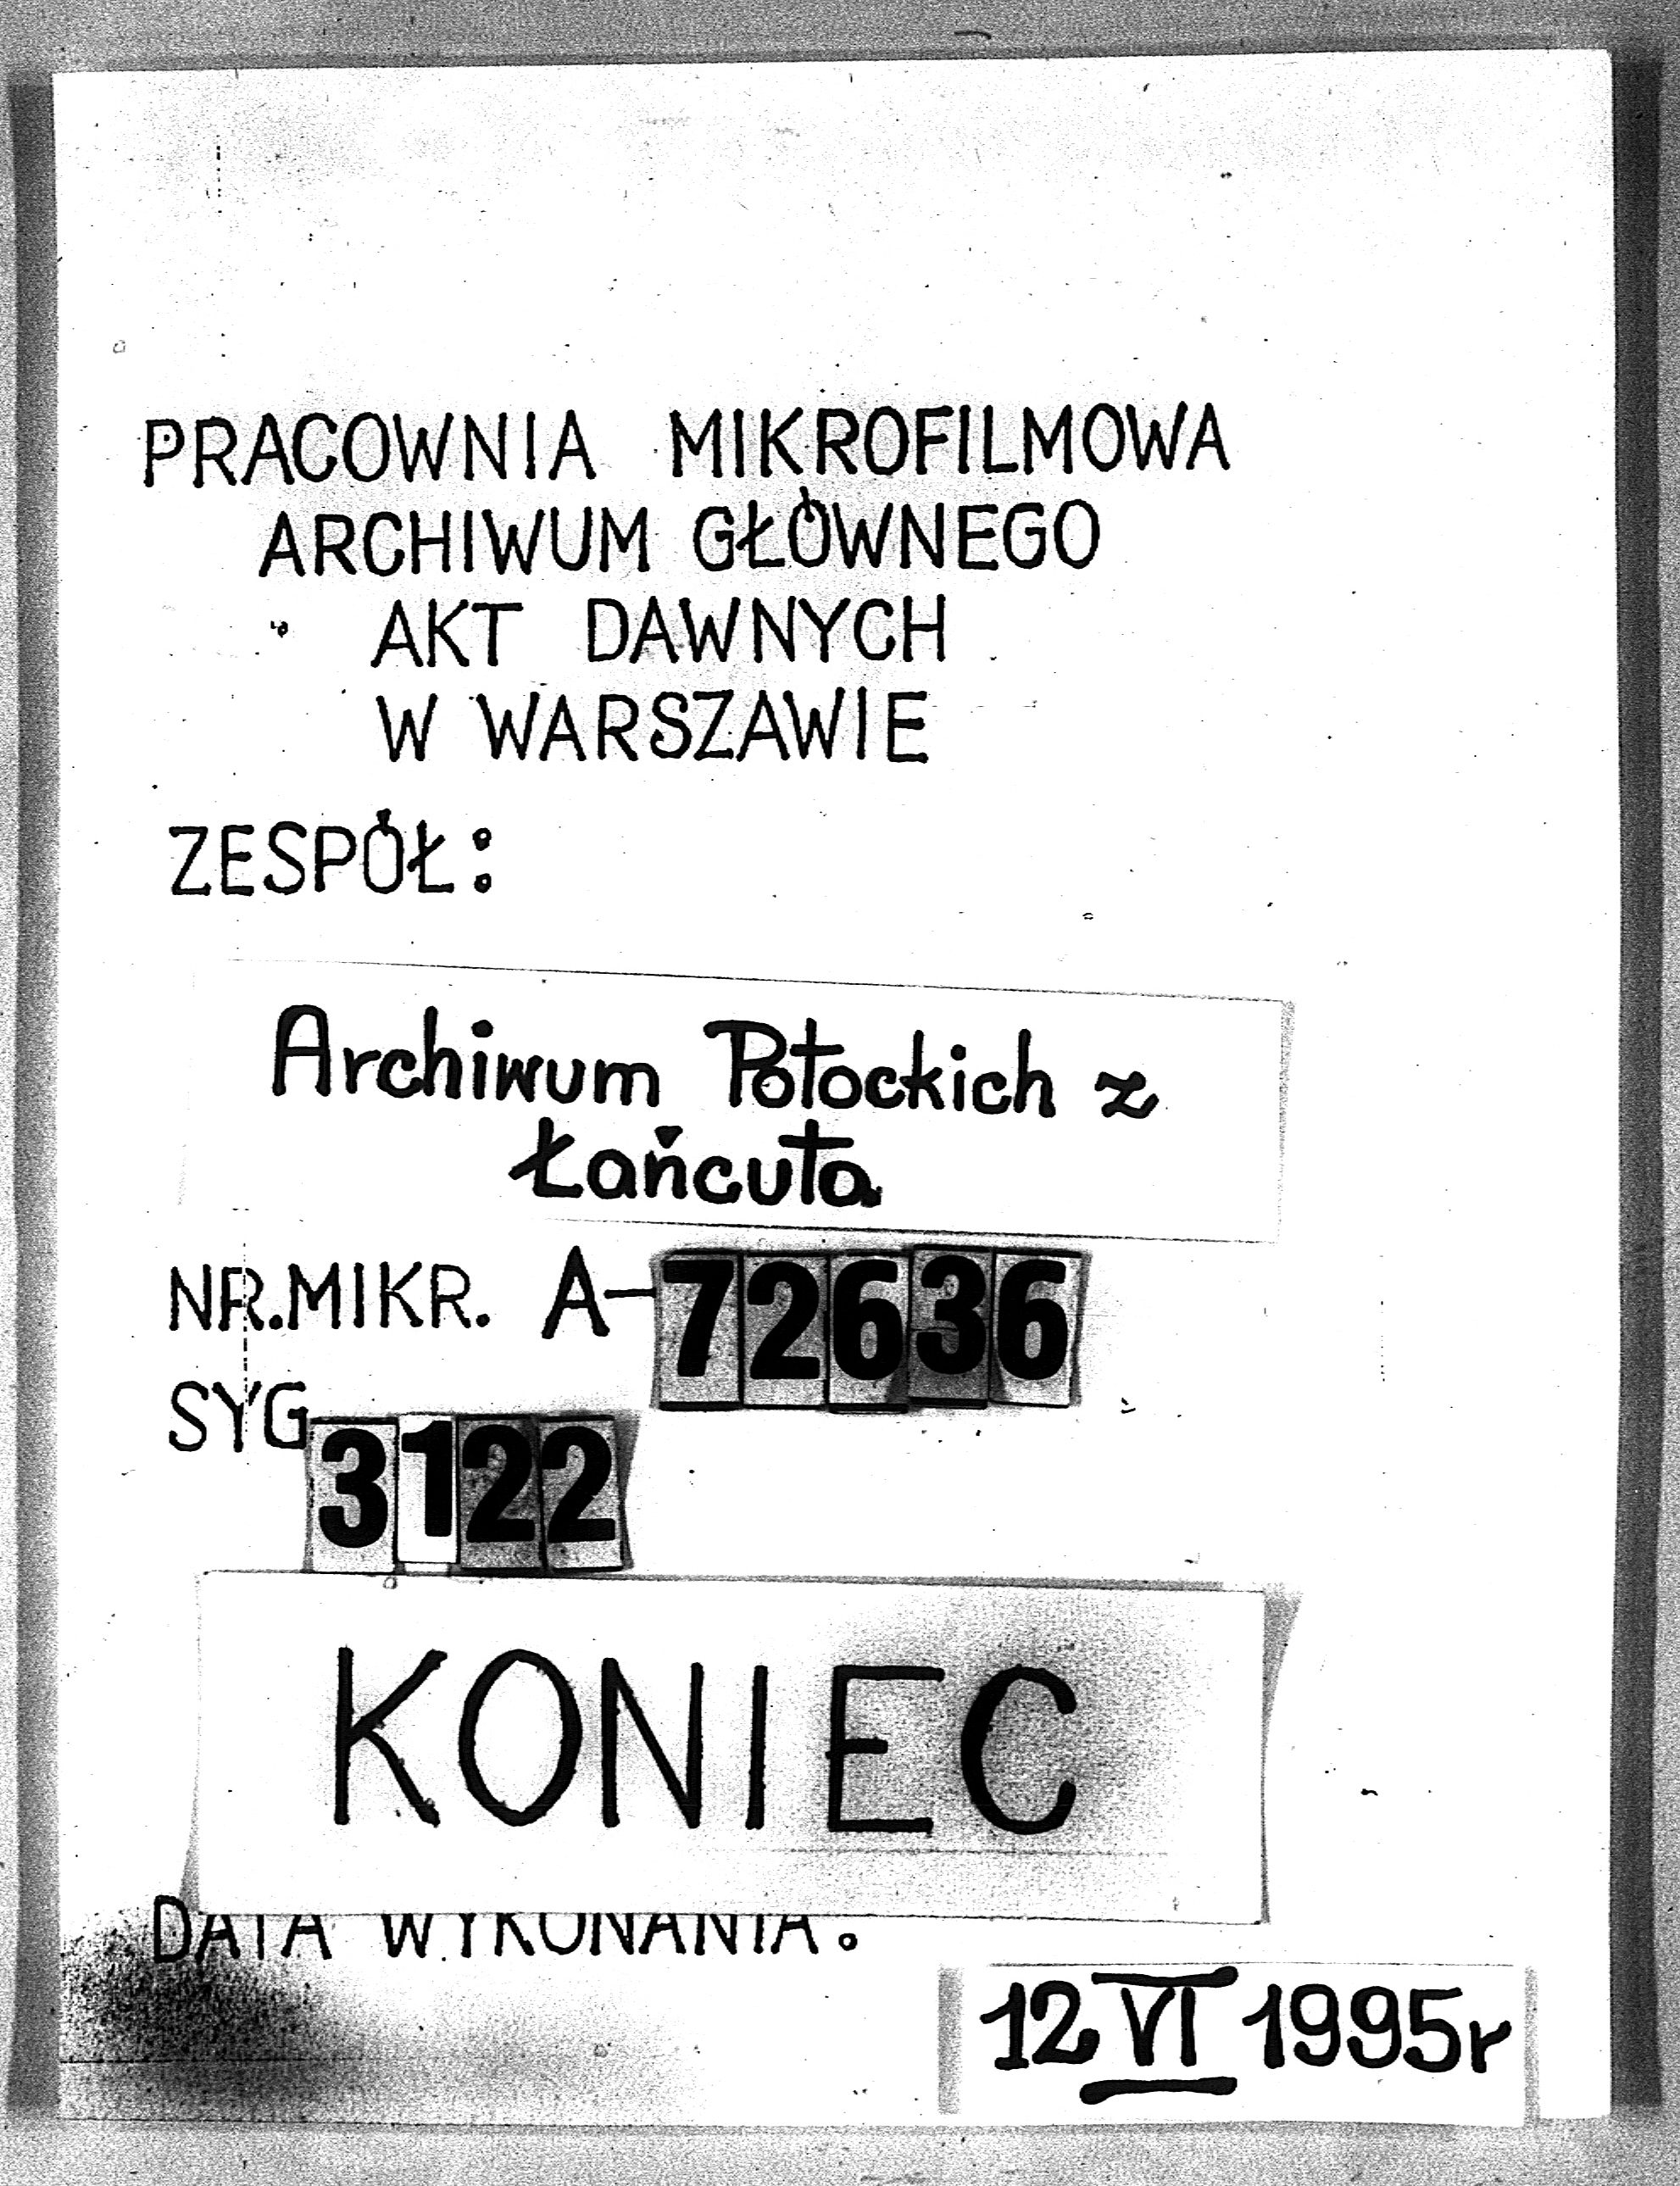 PRACOWNIA MIKROFILMOWA
ARCHIWUM GŁÓWNEGO
AKT DAWNYCH
W WARSZAWIE
ZESPÓŁ:
Archiwum Potockich z
Łańcuta
NR. MIKR. A-72636
SYG 3122
KONIEC
DATA WYKONANIA:
12 VI 1995r